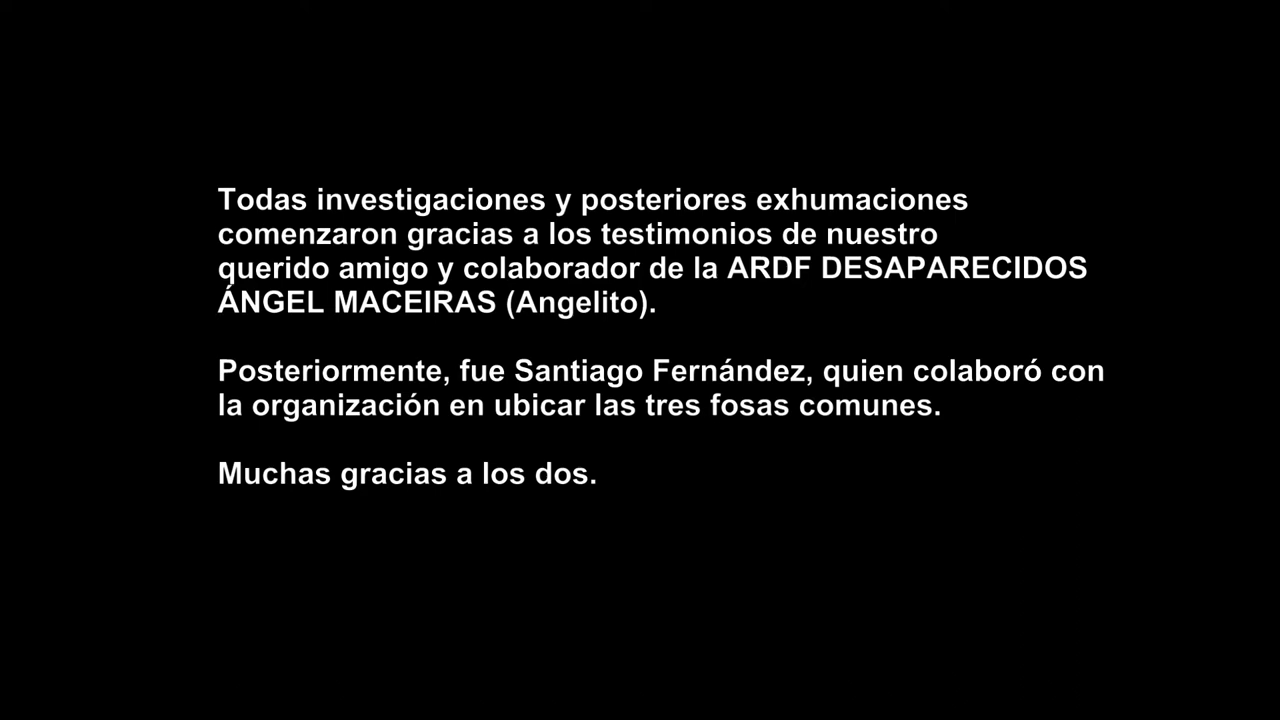 Todas investigaciones y posteriores exhumaciones
comenzaron gracias a los testimonios de nuestro
querido amigo y colaborador de la ARDF DESAPARECIDOS
ÁNGEL MACEIRAS (Angelito).
Posteriormente, fue Santiago Fernández, quien colaboró con
la organización en ubicar las tres fosas comunes.
Muchas gracias a los dos.